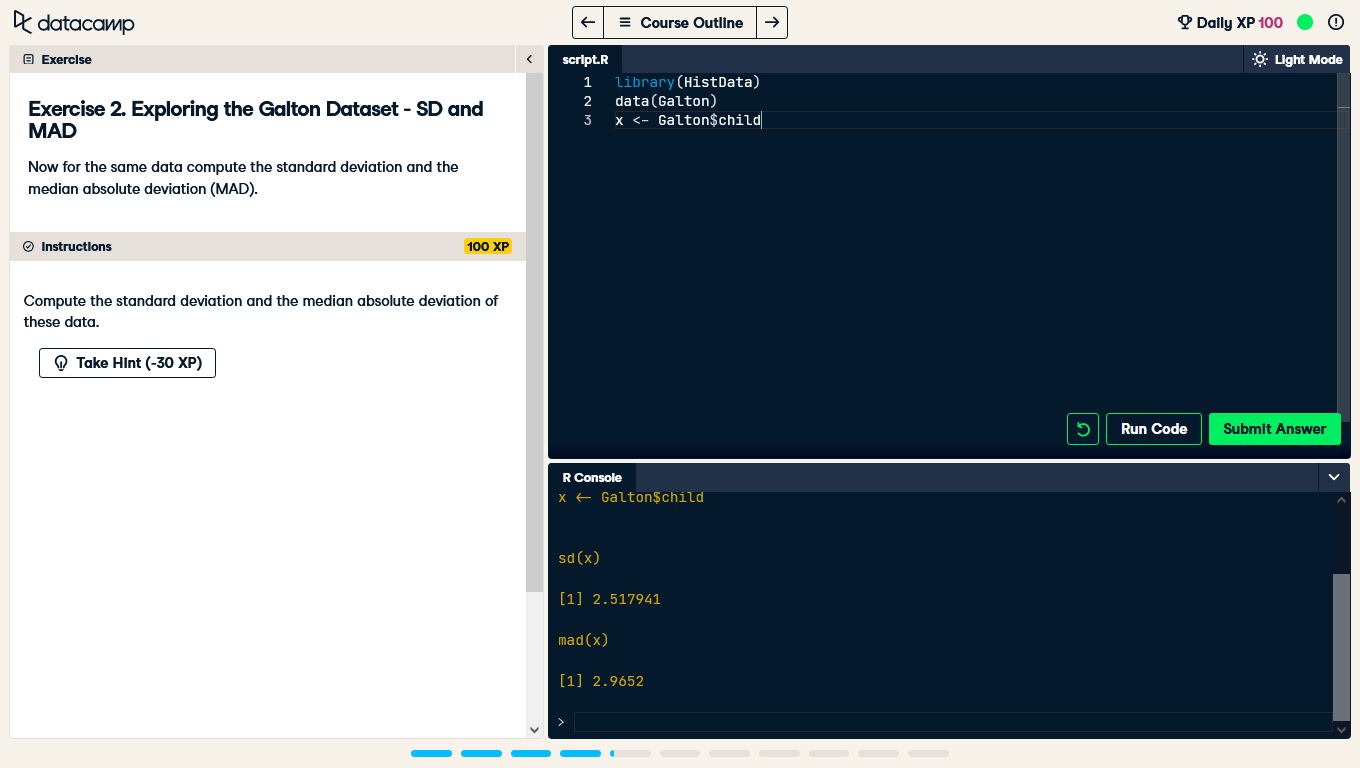 datacamp
Course Outline
Daily XP 100
Exercise
Exercise 2. Exploring the Galton Dataset - SD and
MAD
Now for the same data compute the standard deviation and the
median absolute deviation (MAD).
Instructions
100 XP
Compute the standard deviation and the median absolute deviation of
these data.
Take Hint (-30 XP)
script.R
Light Mode
1 library(HistData)
2 data(Galton)
3 x <- Galton$child
Run Code
Submit Answer
R Console
x <- Galton$child
sd(x)
[1] 2.517941
mad(x)
[1] 2.9652
>